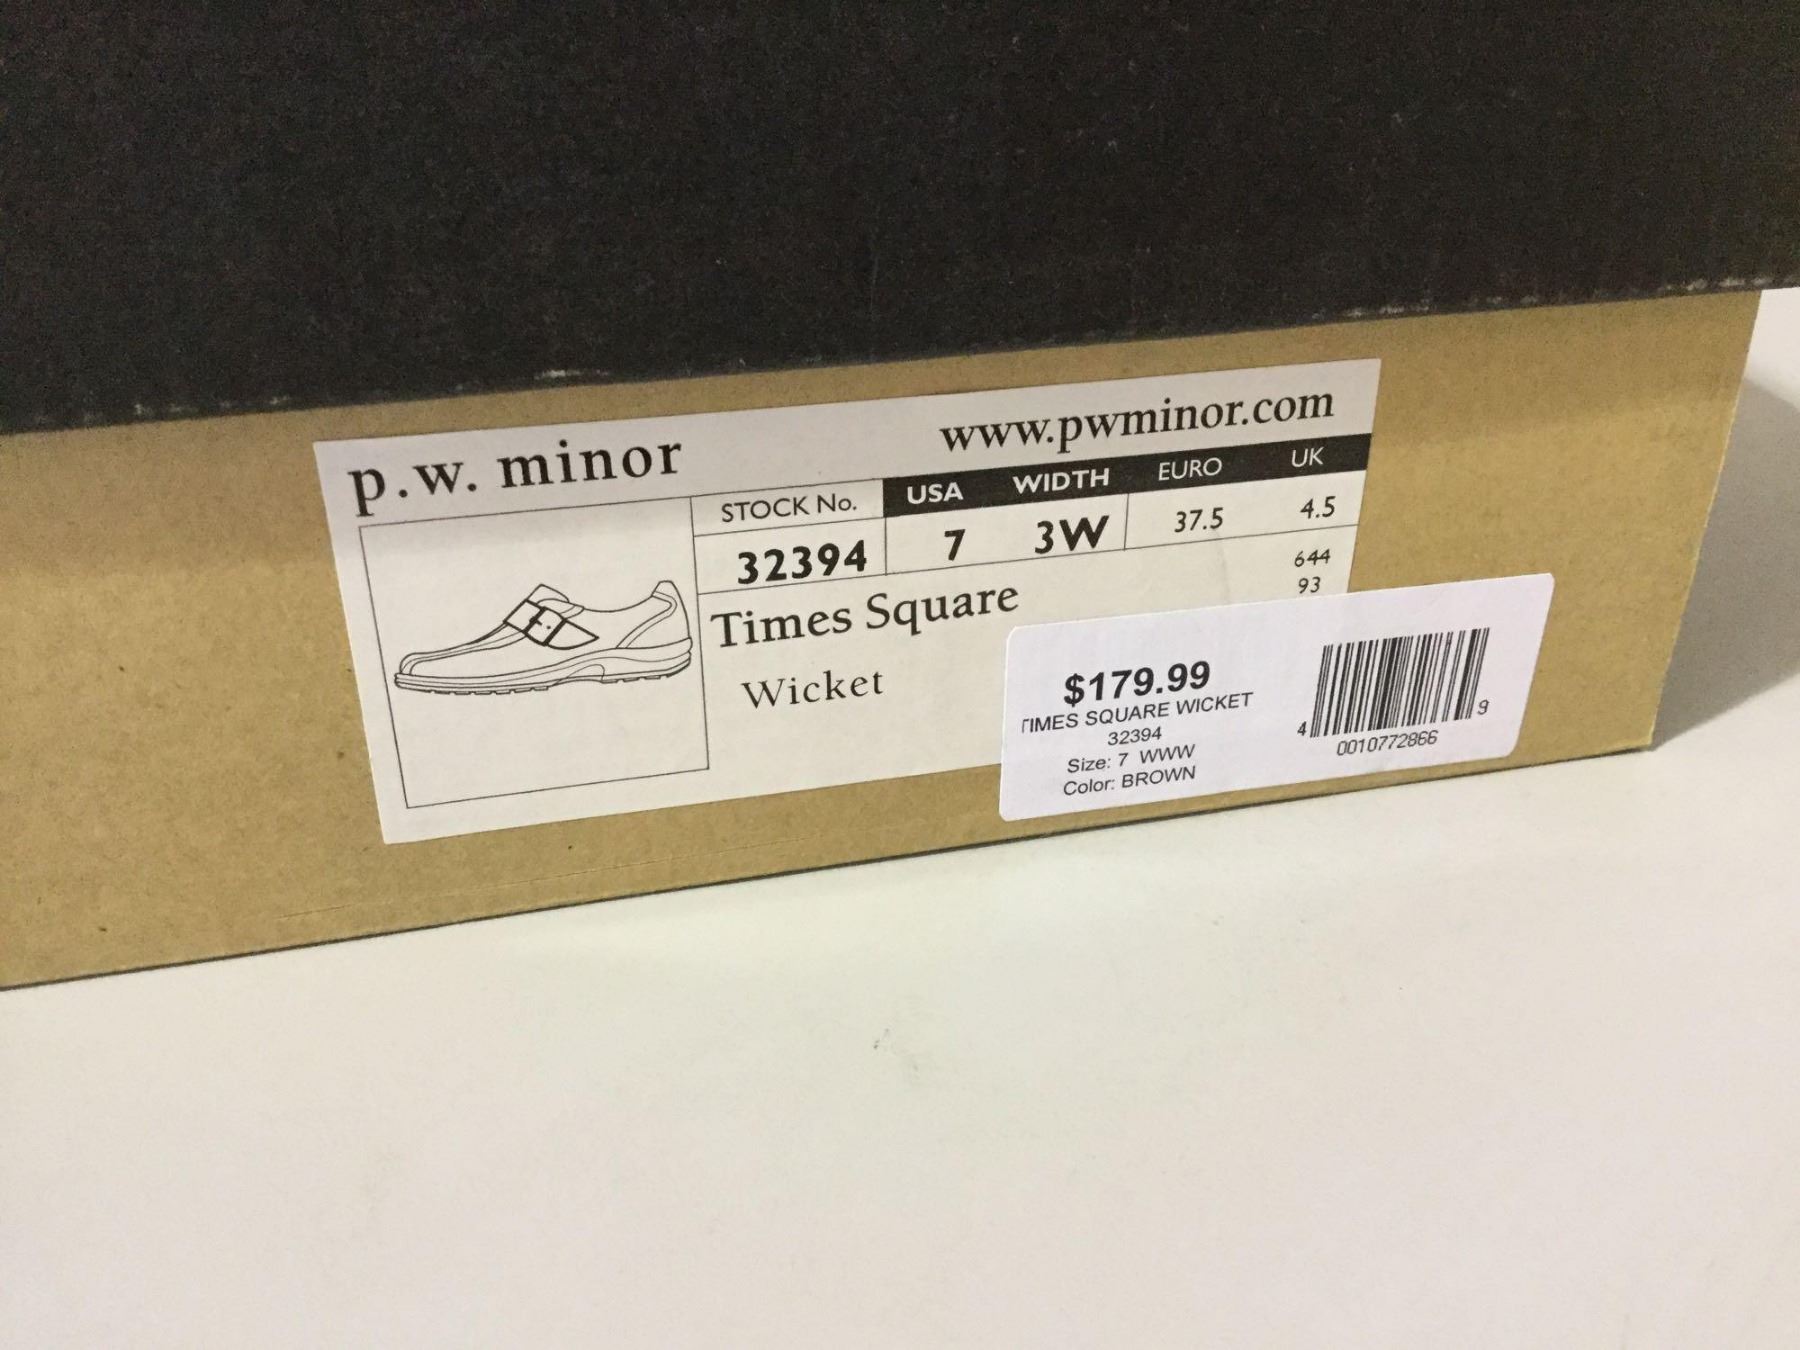 p.w. minor
www.pwminor.com
STOCK No. USA WIDTH EURO UK
32394 7 3W 37.5 4.5
644
93
Times Square
Wicket
$179.99
TIMES SQUARE WICKET
32394
Size: 7 WWW
Color: BROWN
4 0010772866 9